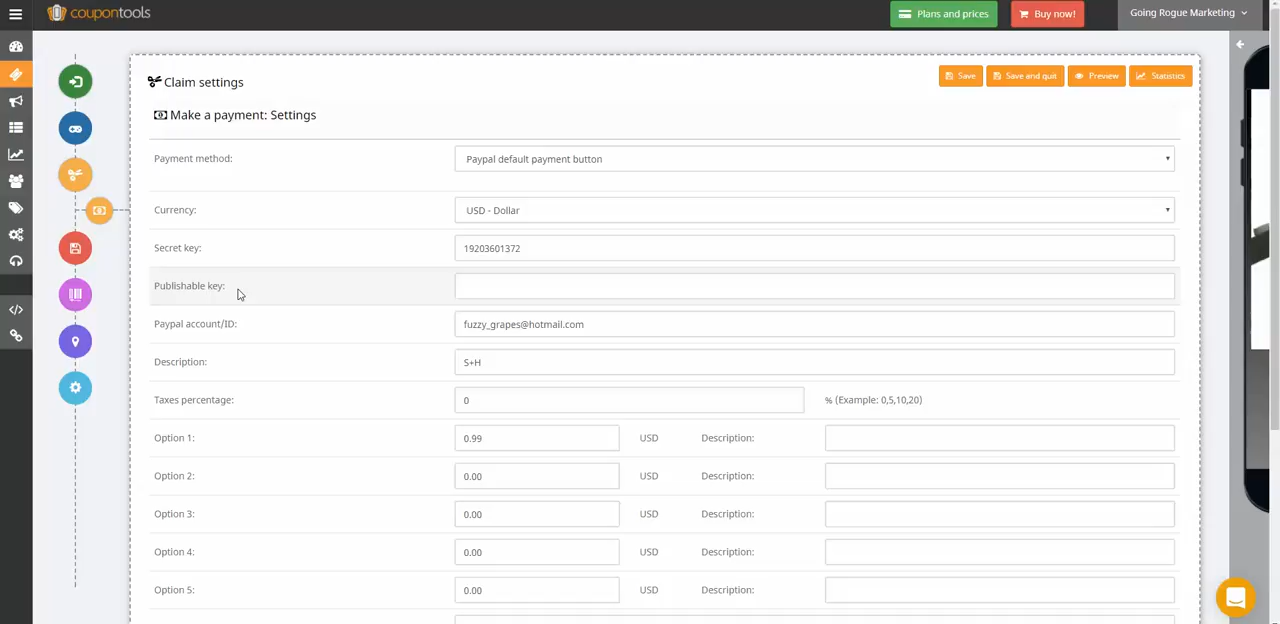 coupontools
Plans and prices
Buy now!
Going Rogue Marketing
Claim settings
Save
Save and quit
Preview
Statistics
Make a payment: Settings
Payment method: Paypal default payment button
Currency: USD - Dollar
Secret key: 19203601372
Publishable key:
Paypal account/ID: fuzzy_grapes@hotmail.com
Description: S+H
Taxes percentage: 0 % (Example: 0,5,10,20)
Option 1: 0.99 USD Description:
Option 2: 0.00 USD Description:
Option 3: 0.00 USD Description:
Option 4: 0.00 USD Description:
Option 5: 0.00 USD Description: